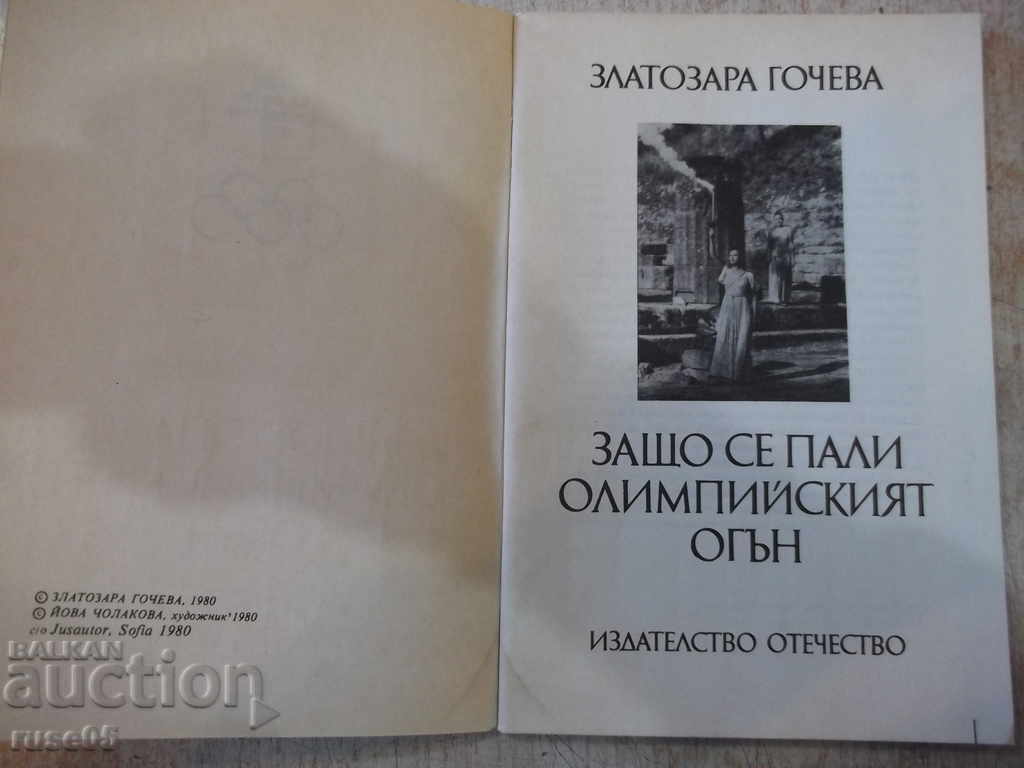 © ЗЛАТОЗАРА ГОЧЕВА, 1980
© ЙОВА ЧОЛАКОВА, художник' 1980
c/o Jusautor, Sofia 1980
BALKAN
auction
ruse05
ЗЛАТОЗАРА ГОЧЕВА
ЗАЩО СЕ ПАЛИ
ОЛИМПИЙСКИЯТ
ОГЪН
ИЗДАТЕЛСТВО ОТЕЧЕСТВО